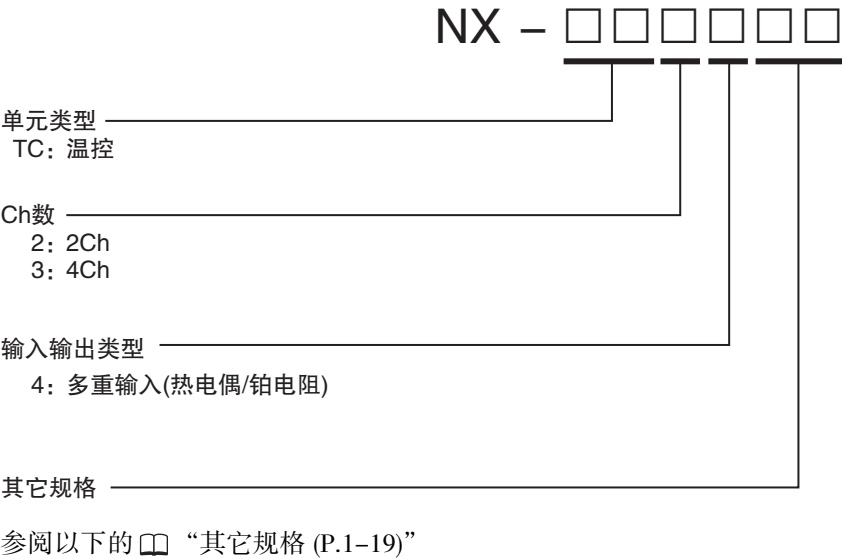 NX – □□□□□□
单元类型
TC：温控
Ch数
2：2Ch
3：4Ch
输入输出类型
4：多重输入(热电偶/铂电阻)
其它规格
参阅以下的 “其它规格 (P.1–19)”